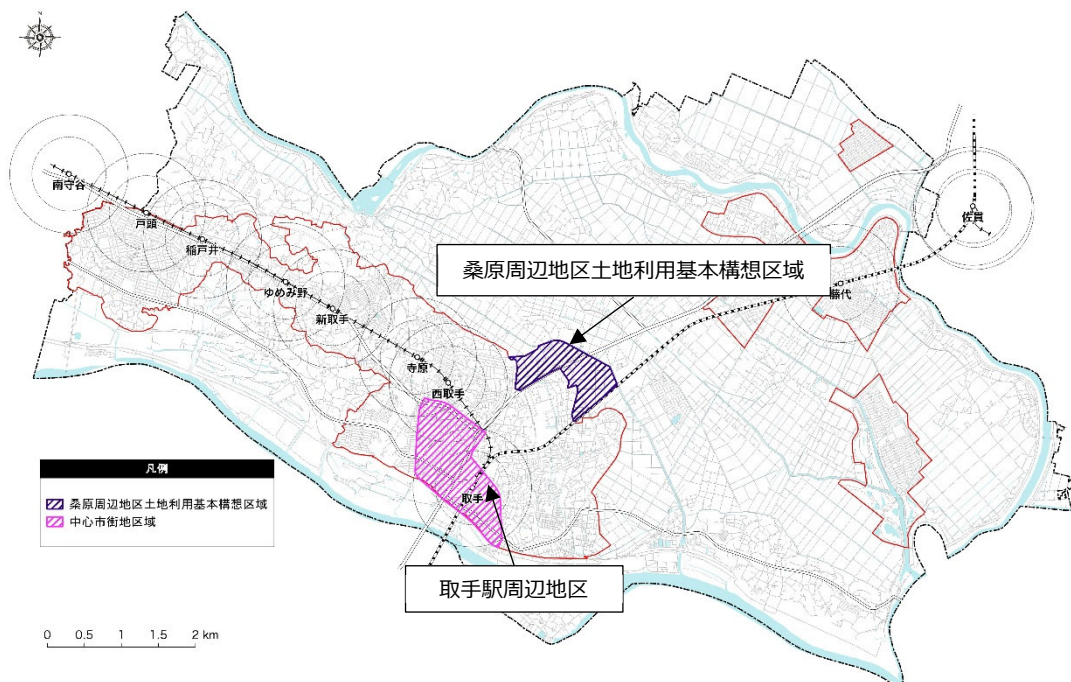 南守谷
戸頭
稲戸井
ゆめみ野
新取手
寺原
西取手
取手
佐貫
藤代
桑原周辺地区土地利用基本構想区域
取手駅周辺地区
凡例
桑原周辺地区土地利用基本構想区域
中心市街地区域
0 0.5 1 1.5 2 km